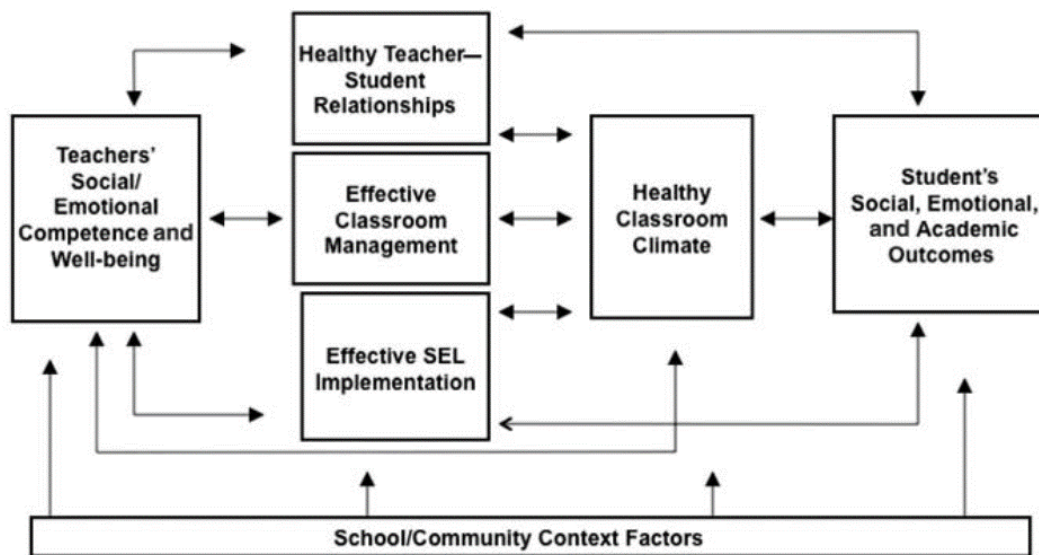 Healthy Teacher—
Student
Relationships
Teachers'
Social/
Emotional
Competence and
Well-being
Effective
Classroom
Management
Healthy
Classroom
Climate
Student's
Social, Emotional,
and Academic
Outcomes
Effective SEL
Implementation
School/Community Context Factors